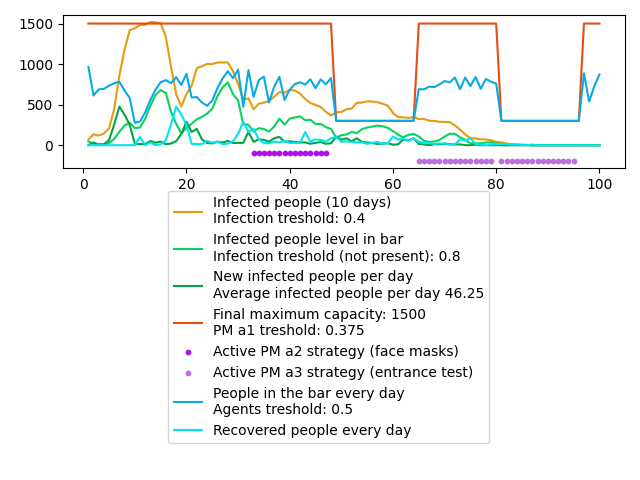 1500
1000
500
0
0
20
40
60
80
100
Infected people (10 days)
Infection treshold: 0.4
Infected people level in bar
Infection treshold (not present): 0.8
New infected people per day
Average infected people per day 46.25
Final maximum capacity: 1500
PM a1 treshold: 0.375
Active PM a2 strategy (face masks)
Active PM a3 strategy (entrance test)
People in the bar every day
Agents treshold: 0.5
Recovered people every day